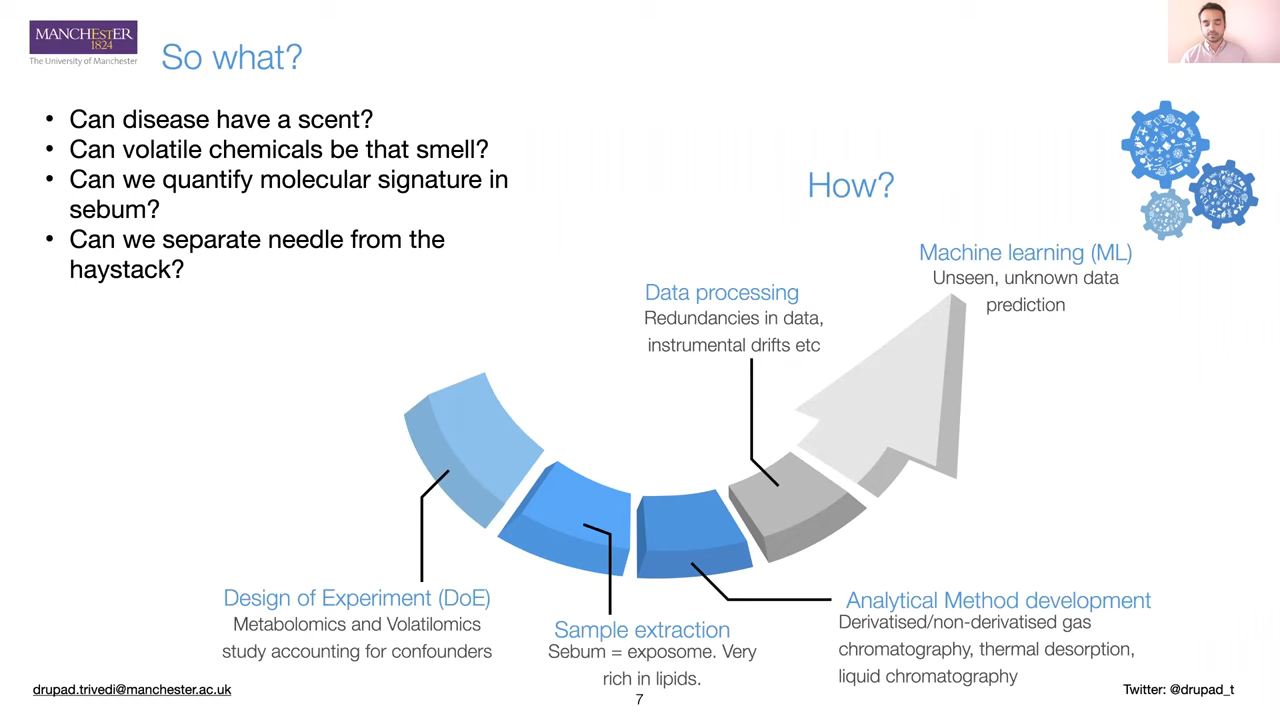 MANCHESTER
1824
The University of Manchester
So what?
• Can disease have a scent?
• Can volatile chemicals be that smell?
• Can we quantify molecular signature in
sebum?
• Can we separate needle from the
haystack?
How?
Machine learning (ML)
Unseen, unknown data
prediction
Data processing
Redundancies in data,
instrumental drifts etc
Design of Experiment (DoE)
Metabolomics and Volatilomics
study accounting for confounders
Sample extraction
Sebum = exposome. Very
rich in lipids.
Analytical Method development
Derivatised/non-derivatised gas
chromatography, thermal desorption,
liquid chromatography
drupad.trivedi@manchester.ac.uk
7
Twitter: @drupad_t